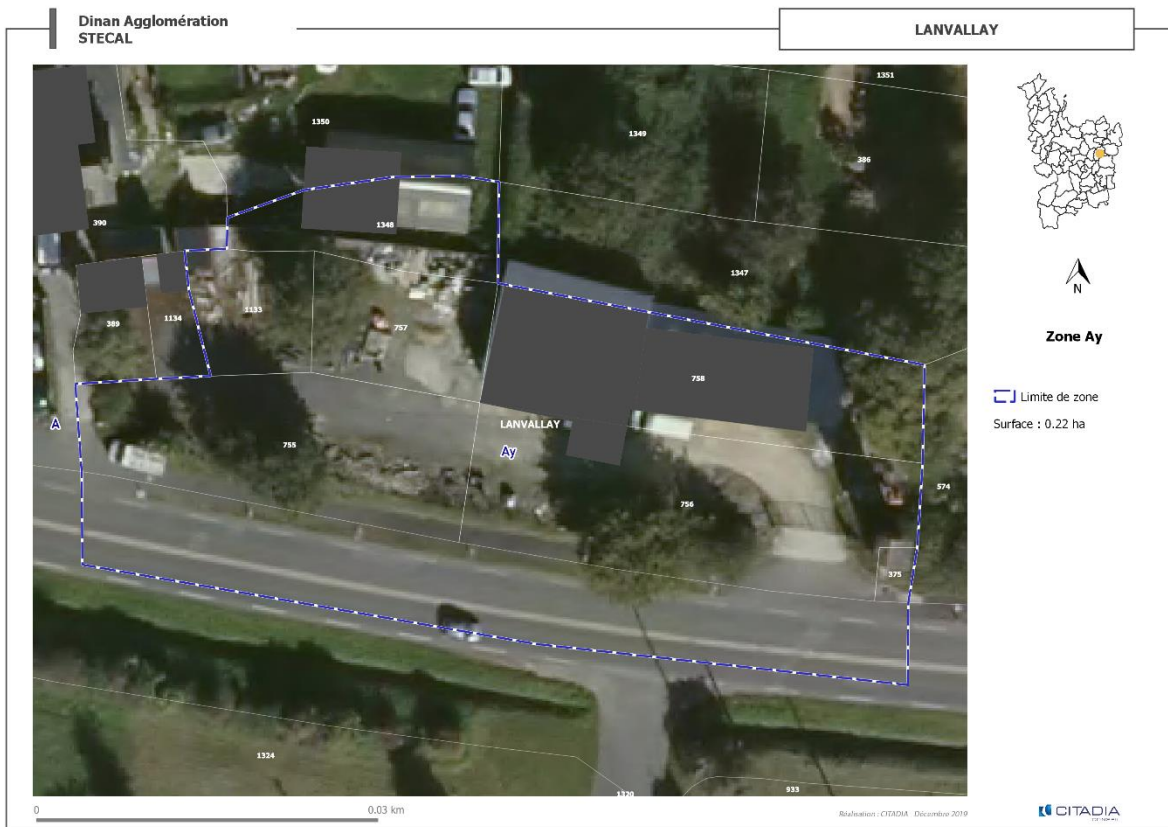 Dinan Agglomération
STECAL
LANVALLAY
1351
1350
1349
386
390
1348
1347
389
1134
1133
757
758
A
755
LANVALLAY
Ay
756
574
375
1324
1320
933
N
Zone Ay
Limite de zone
Surface : 0.22 ha
0
0.03 km
Réalisation : CITADIA Décembre 2019
CITADIA